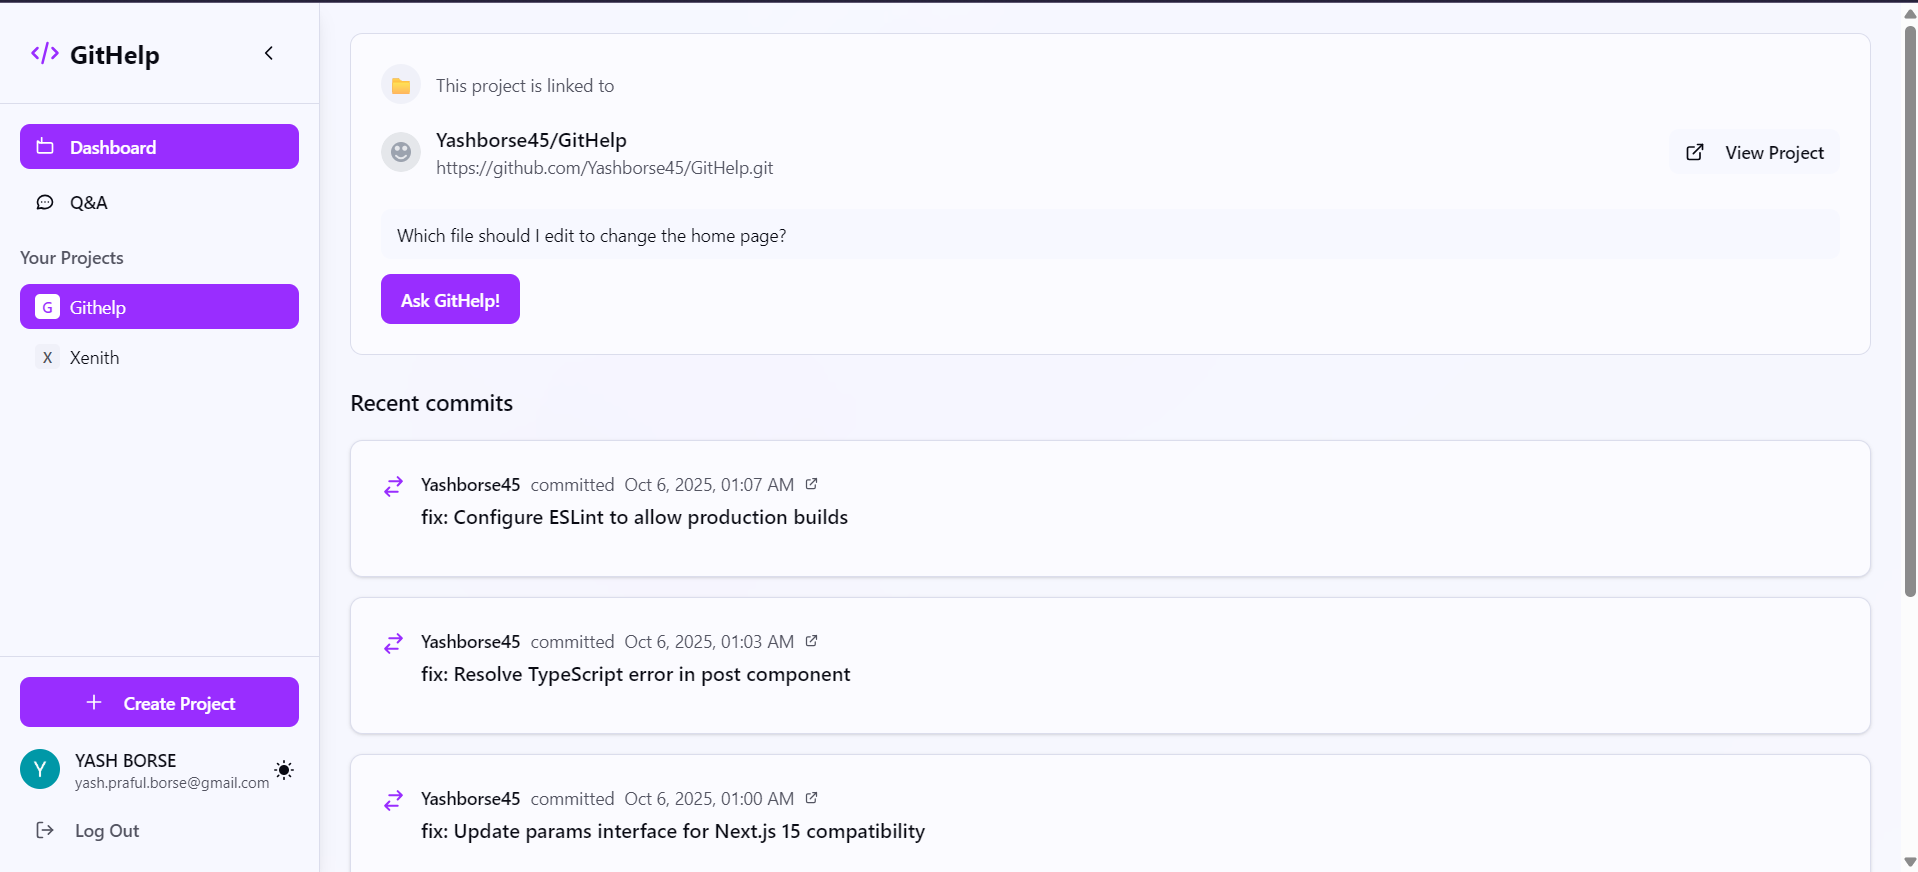 GitHelp
Dashboard
Q&A
Your Projects
G Githelp
X Xenith
Create Project
Y
YASH BORSE
yash.praful.borse@gmail.com
Log Out
This project is linked to
Yashborse45/GitHelp
https://github.com/Yashborse45/GitHelp.git
View Project
Which file should I edit to change the home page?
Ask GitHelp!
Recent commits
Yashborse45 committed Oct 6, 2025, 01:07 AM
fix: Configure ESLint to allow production builds
Yashborse45 committed Oct 6, 2025, 01:03 AM
fix: Resolve TypeScript error in post component
Yashborse45 committed Oct 6, 2025, 01:00 AM
fix: Update params interface for Next.js 15 compatibility